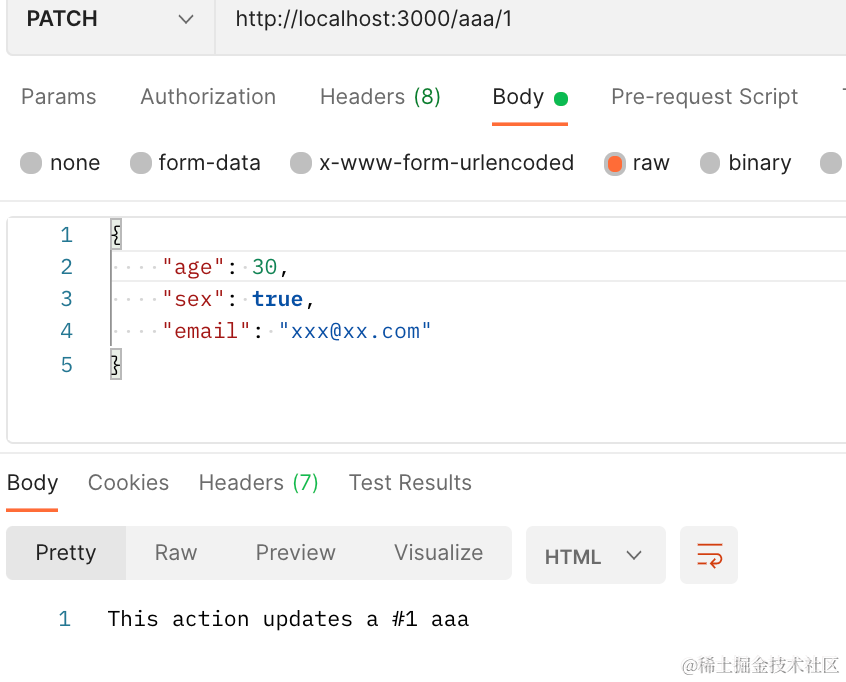 PATCH http://localhost:3000/aaa/1
Params Authorization Headers (8) Body Pre-request Script
none form-data x-www-form-urlencoded raw binary
1 {
2 "age": 30,
3 "sex": true,
4 "email": "xxx@xx.com"
5 }
Body Cookies Headers (7) Test Results
Pretty Raw Preview Visualize HTML
1 This action updates a #1 aaa
@稀土掘金技术社区